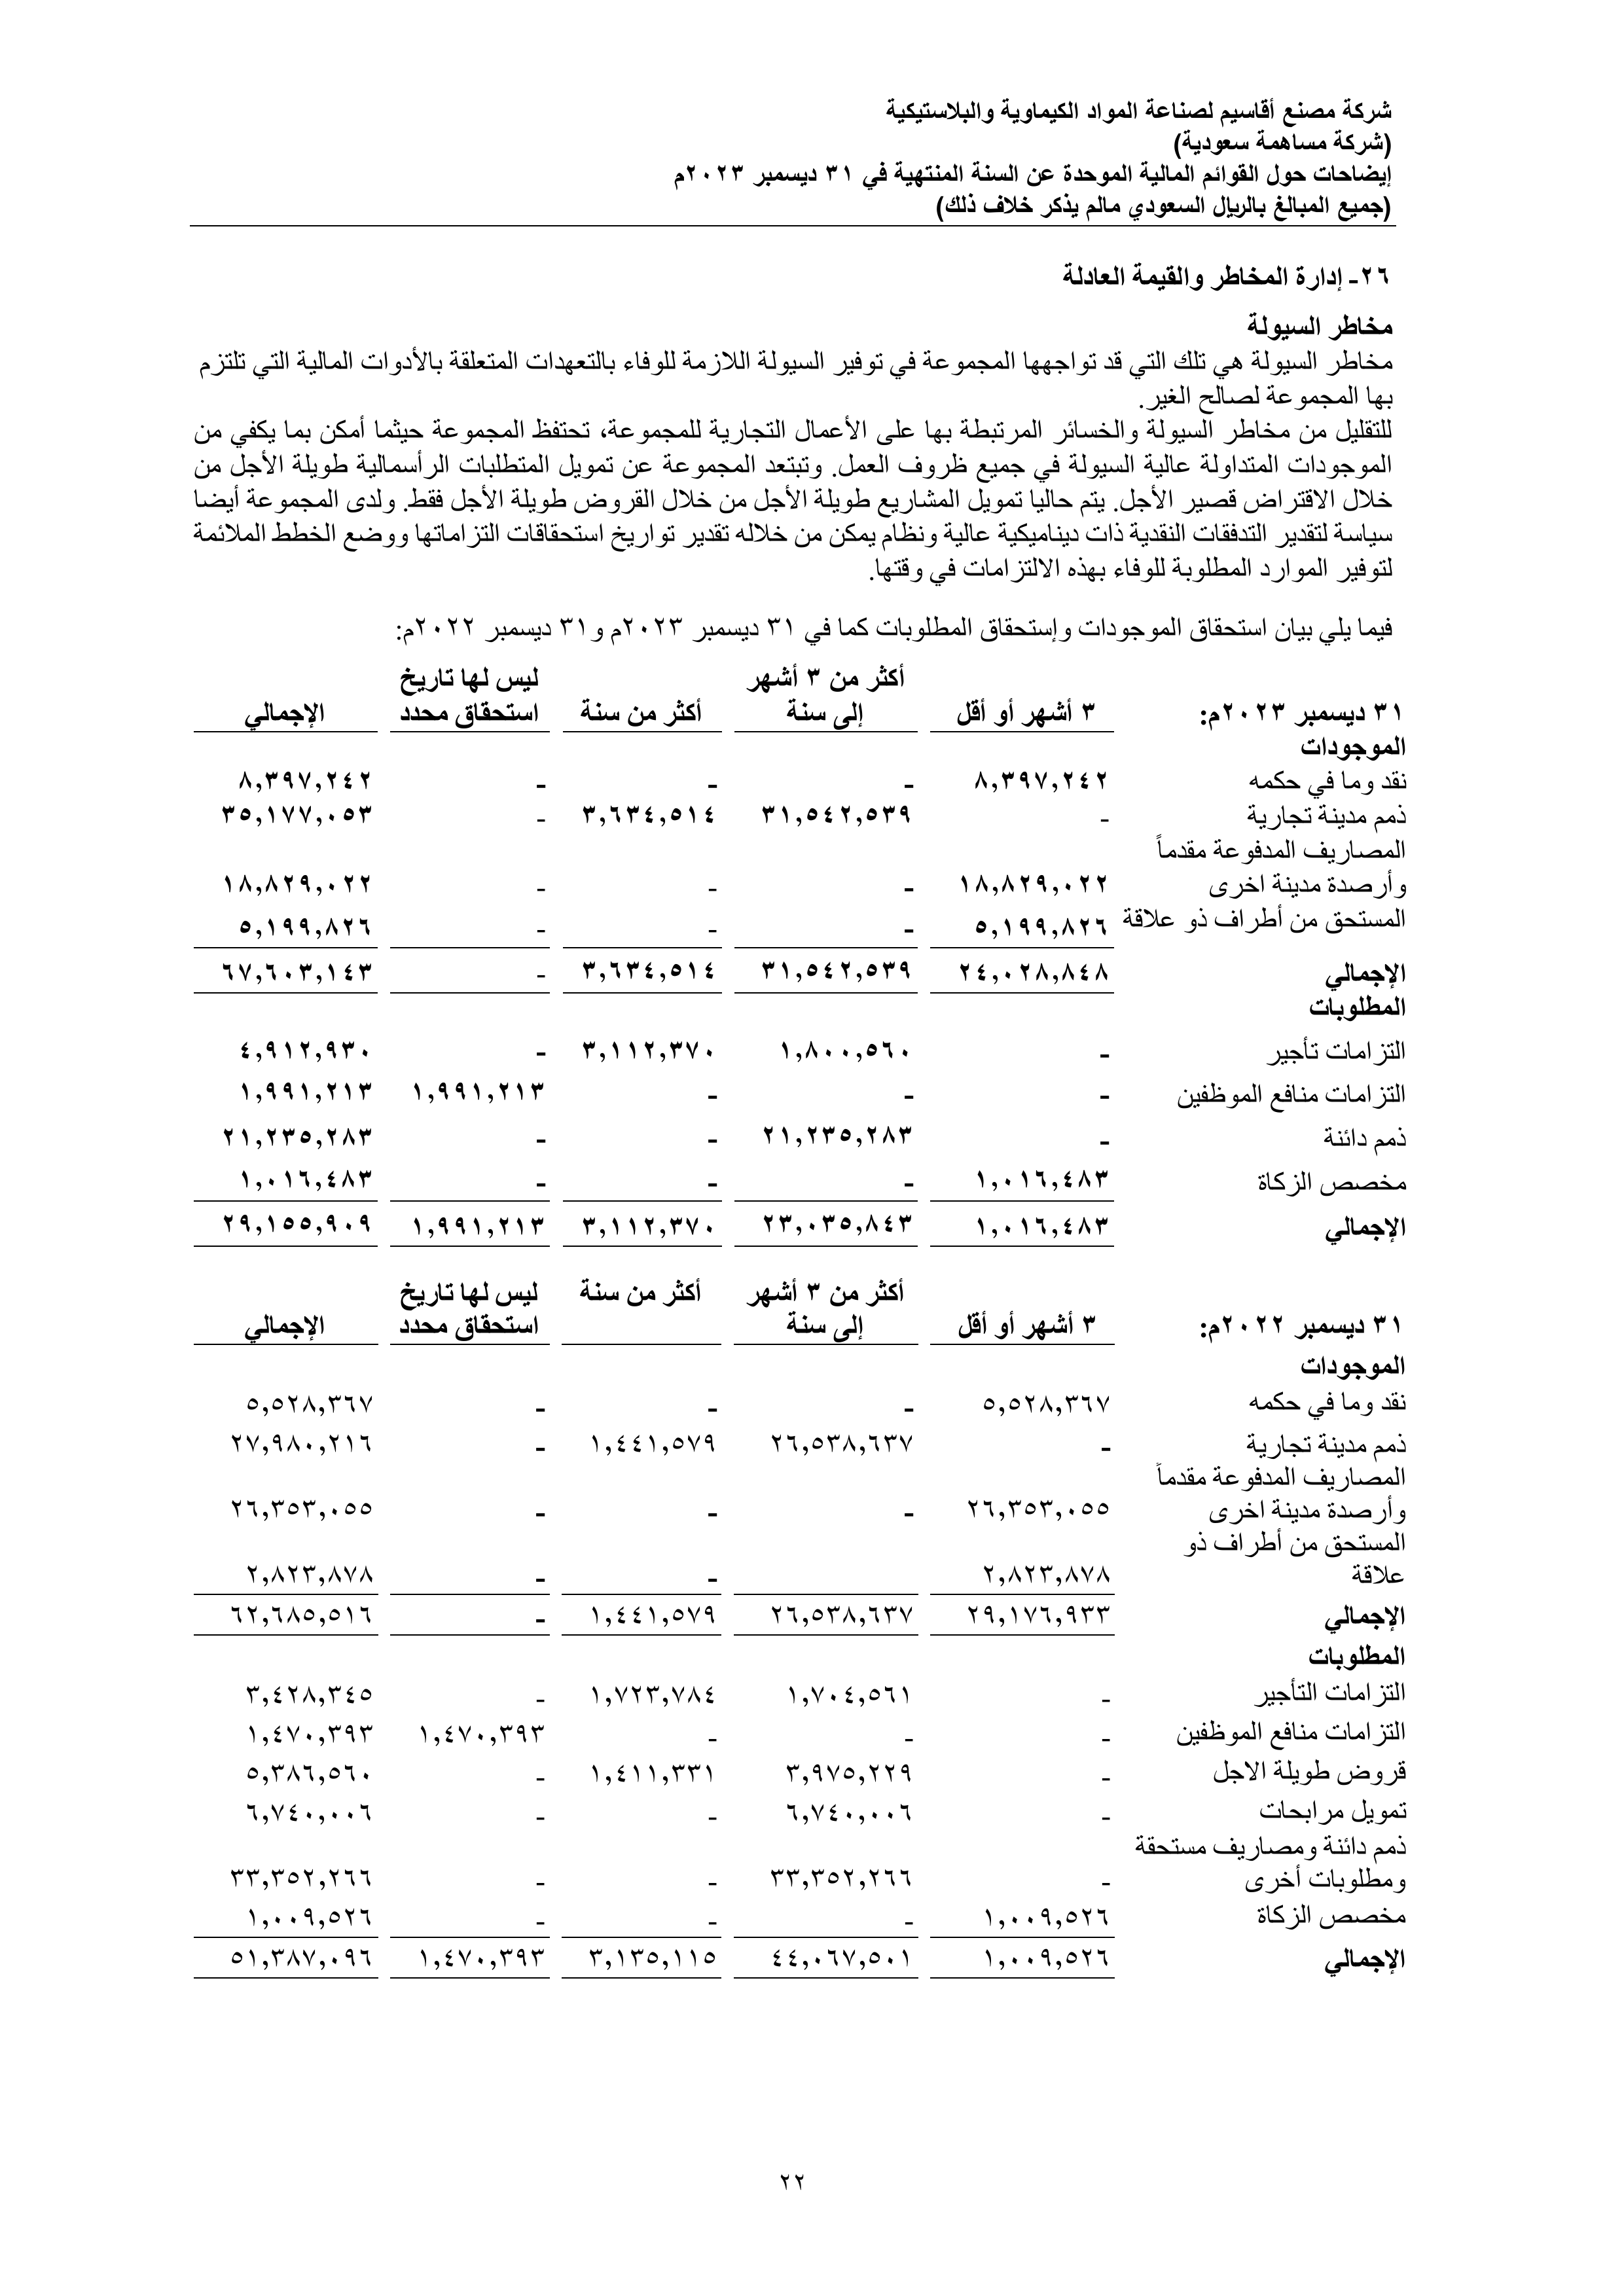 شركة مصنع أقاسيم لصناعة المواد الكيماوية والبلاستيكية
(شركة مساهمة سعودية)
إيضاحات حول القوائم المالية الموحدة عن السنة المنتهية في ٣١ ديسمبر ٢٠٢٣م
(جميع المبالغ بالريال السعودي مالم يذكر خلاف ذلك)
٢٦- إدارة المخاطر والقيمة العادلة
مخاطر السيولة
مخاطر السيولة هي تلك التي قد تواجهها المجموعة في توفير السيولة اللازمة للوفاء بالتعهدات المتعلقة بالأدوات المالية التي تلتزم
بها المجموعة لصالح الغير.
للتقليل من مخاطر السيولة والخسائر المرتبطة بها على الأعمال التجارية للمجموعة، تحتفظ المجموعة حيثما أمكن بما يكفي من
الموجودات المتداولة عالية السيولة في جميع ظروف العمل. وتبتعد المجموعة عن تمويل المتطلبات الرأسمالية طويلة الأجل من
خلال الاقتراض قصير الأجل. يتم حاليا تمويل المشاريع طويلة الأجل من خلال القروض طويلة الأجل فقط. ولدى المجموعة أيضا
سياسة لتقدير التدفقات النقدية ذات ديناميكية عالية ونظام يمكن من خلاله تقدير تواريخ استحقاقات التزاماتها ووضع الخطط الملائمة
لتوفير الموارد المطلوبة للوفاء بهذه الالتزامات في وقتها.
فيما يلي بيان استحقاق الموجودات وإستحقاق المطلوبات كما في ٣١ ديسمبر ٢٠٢٣م و٣١ ديسمبر ٢٠٢٢م:
أكثر من ٣ أشهر ليس لها تاريخ
٣١ ديسمبر ٢٠٢٣م: ٣ أشهر أو أقل إلى سنة أكثر من سنة استحقاق محدد الإجمالي
الموجودات
نقد وما في حكمه ٨,٣٩٧,٢٤٢ - - - ٨,٣٩٧,٢٤٢
ذمم مدينة تجارية - ٣١,٥٤٢,٥٣٩ ٣,٦٣٤,٥١٤ - ٣٥,١٧٧,٠٥٣
المصاريف المدفوعة مقدماً
وأرصدة مدينة اخرى ١٨,٨٢٩,٠٢٢ - - - ١٨,٨٢٩,٠٢٢
المستحق من أطراف ذو علاقة ٥,١٩٩,٨٢٦ - - - ٥,١٩٩,٨٢٦
الإجمالي ٢٤,٠٢٨,٨٤٨ ٣١,٥٤٢,٥٣٩ ٣,٦٣٤,٥١٤ - ٦٧,٦٠٣,١٤٣
المطلوبات
التزامات تأجير - ١,٨٠٠,٥٦٠ ٣,١١٢,٣٧٠ - ٤,٩١٢,٩٣٠
التزامات منافع الموظفين - - - ١,٩٩١,٢١٣ ١,٩٩١,٢١٣
ذمم دائنة - ٢١,٢٣٥,٢٨٣ - - ٢١,٢٣٥,٢٨٣
مخصص الزكاة ١,٠١٦,٤٨٣ - - - ١,٠١٦,٤٨٣
الإجمالي ١,٠١٦,٤٨٣ ٢٣,٠٣٥,٨٤٣ ٣,١١٢,٣٧٠ ١,٩٩١,٢١٣ ٢٩,١٥٥,٩٠٩
أكثر من ٣ أشهر أكثر من سنة ليس لها تاريخ
٣١ ديسمبر ٢٠٢٢م: ٣ أشهر أو أقل إلى سنة استحقاق محدد الإجمالي
الموجودات
نقد وما في حكمه ٥,٥٢٨,٣٦٧ - - - ٥,٥٢٨,٣٦٧
ذمم مدينة تجارية - ٢٦,٥٣٨,٦٣٧ ١,٤٤١,٥٧٩ - ٢٧,٩٨٠,٢١٦
المصاريف المدفوعة مقدماً
وأرصدة مدينة اخرى ٢٦,٣٥٣,٠٥٥ - - - ٢٦,٣٥٣,٠٥٥
المستحق من أطراف ذو
علاقة ٢,٨٢٣,٨٧٨ - - ٢,٨٢٣,٨٧٨
الإجمالي ٢٩,١٧٦,٩٣٣ ٢٦,٥٣٨,٦٣٧ ١,٤٤١,٥٧٩ - ٦٢,٦٨٥,٥١٦
المطلوبات
التزامات التأجير - ١,٧٠٤,٥٦١ ١,٧٢٣,٧٨٤ - ٣,٤٢٨,٣٤٥
التزامات منافع الموظفين - - - ١,٤٧٠,٣٩٣ ١,٤٧٠,٣٩٣
قروض طويلة الاجل - ٣,٩٧٥,٢٢٩ ١,٤١١,٣٣١ - ٥,٣٨٦,٥٦٠
تمويل مرابحات - ٦,٧٤٠,٠٠٦ - - ٦,٧٤٠,٠٠٦
ذمم دائنة ومصاريف مستحقة
ومطلوبات أخرى - ٣٣,٣٥٢,٢٦٦ - - ٣٣,٣٥٢,٢٦٦
مخصص الزكاة ١,٠٠٩,٥٢٦ - - - ١,٠٠٩,٥٢٦
الإجمالي ١,٠٠٩,٥٢٦ ٤٤,٠٦٧,٥٠١ ٣,١٣٥,١١٥ ١,٤٧٠,٣٩٣ ٥١,٣٨٧,٠٩٦
٢٢